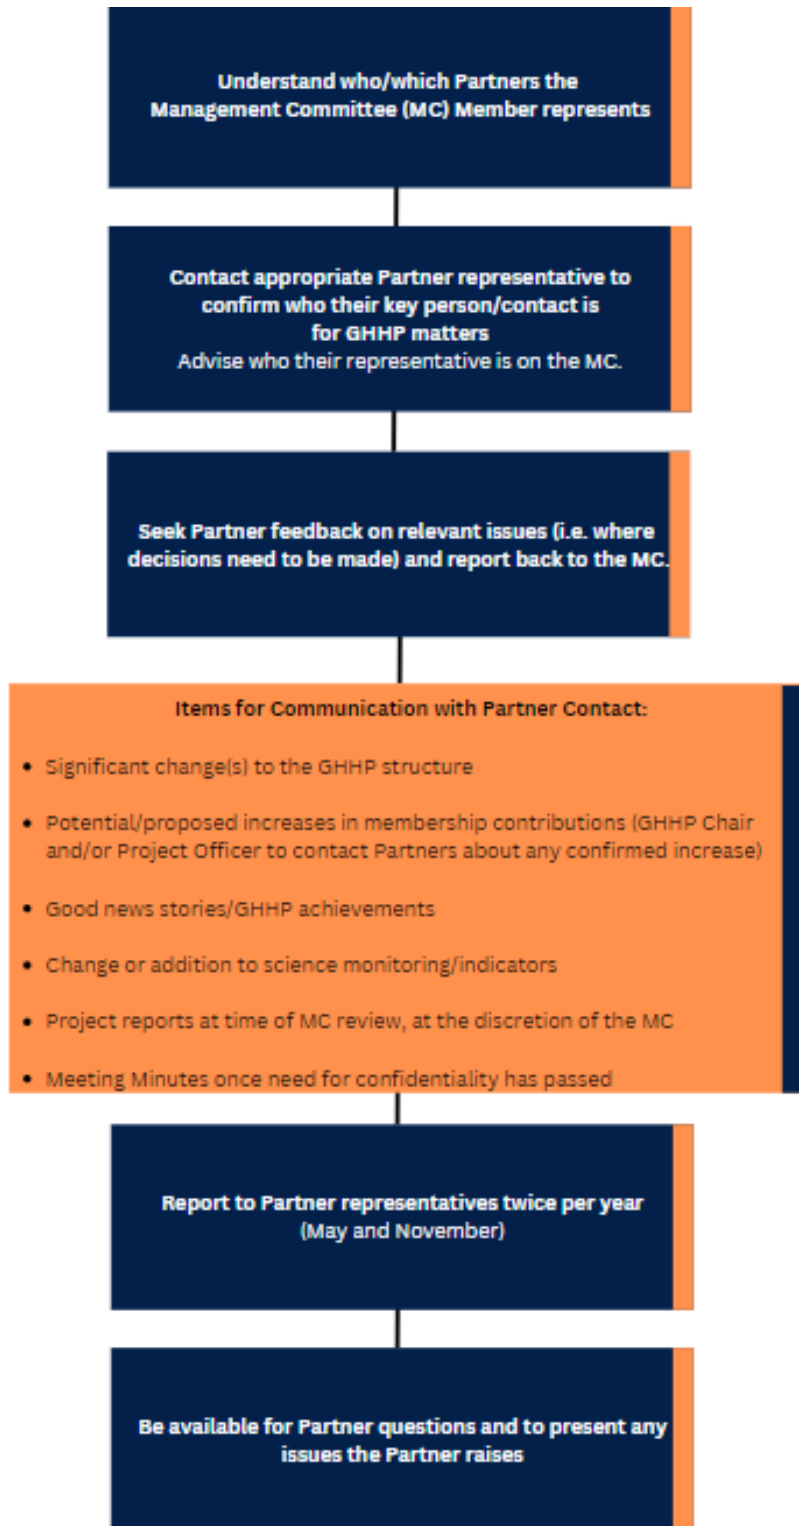 Understand who/which Partners the
Management Committee (MC) Member represents
Contact appropriate Partner representative to
confirm who their key person/contact is
for GHHP matters
Advise who their representative is on the MC.
Seek Partner feedback on relevant issues (i.e. where
decisions need to be made) and report back to the MC.
Items for Communication with Partner Contact:
• Significant change(s) to the GHHP structure
• Potential/proposed increases in membership contributions (GHHP Chair
and/or Project Officer to contact Partners about any confirmed increase)
• Good news stories/GHHP achievements
• Change or addition to science monitoring/indicators
• Project reports at time of MC review, at the discretion of the MC
• Meeting Minutes once need for confidentiality has passed
Report to Partner representatives twice per year
(May and November)
Be available for Partner questions and to present any
issues the Partner raises